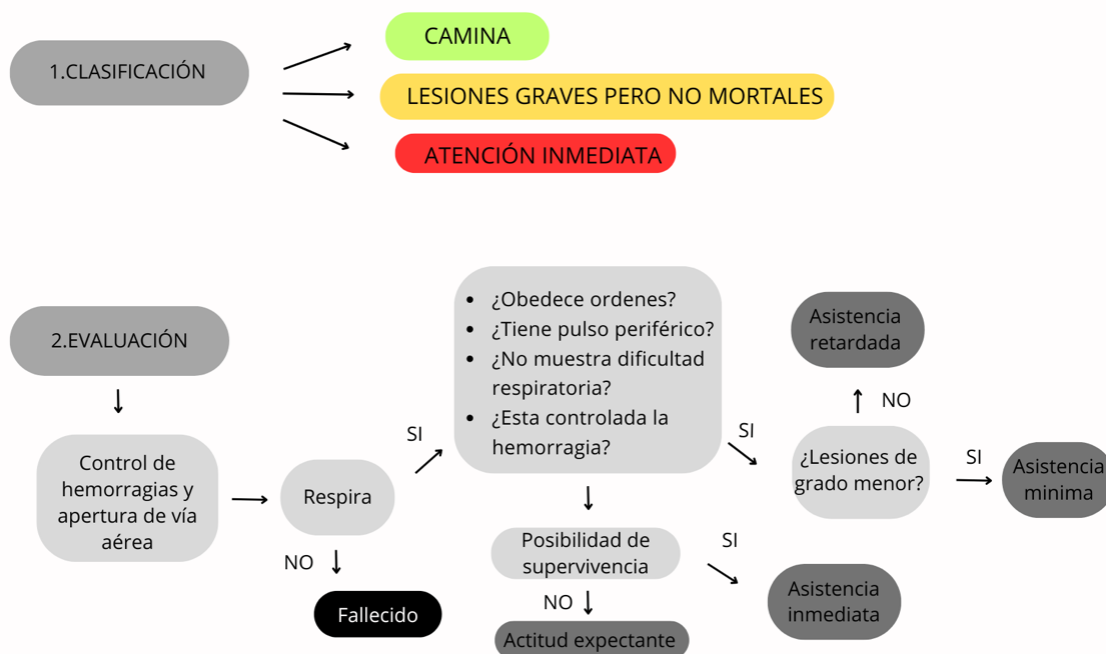 1.CLASIFICACIÓN
CAMINA
LESIONES GRAVES PERO NO MORTALES
ATENCIÓN INMEDIATA
2.EVALUACIÓN
Control de
hemorragias y
apertura de vía
aérea
Respira
NO
Fallecido
SI
• ¿Obedece ordenes?
• ¿Tiene pulso periférico?
• ¿No muestra dificultad
respiratoria?
• ¿Esta controlada la
hemorragia?
SI
¿Lesiones de
grado menor?
NO
Asistencia
retardada
SI
Asistencia
minima
Posibilidad de
supervivencia
SI
Asistencia
inmediata
NO
Actitud expectante